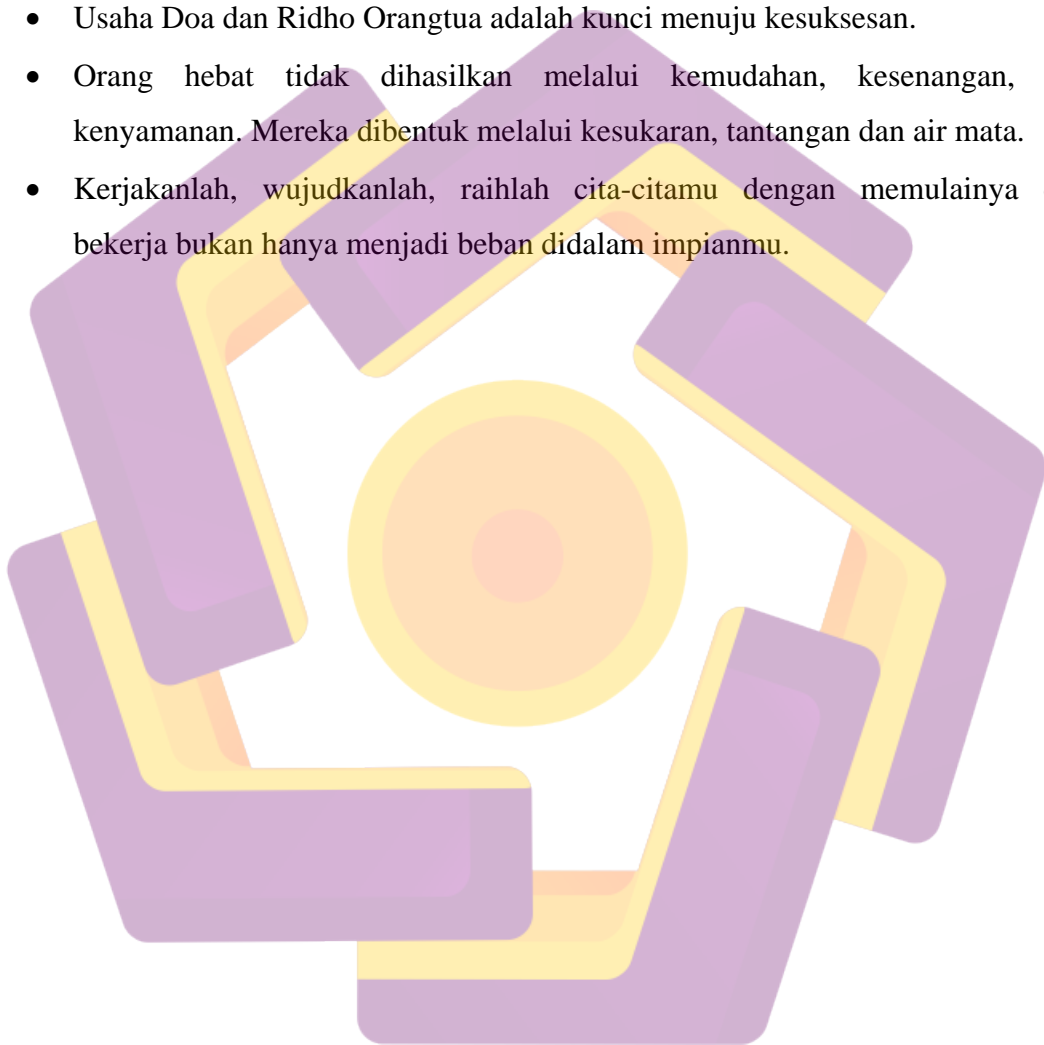 • Usaha Doa dan Ridho Orangtua adalah kunci menuju kesuksesan.
• Orang hebat tidak dihasilkan melalui kemudahan, kesenangan,
kenyamanan. Mereka dibentuk melalui kesukaran, tantangan dan air mata.
• Kerjakanlah, wujudkanlah, raihlah cita-citamu dengan memulainya
bekerja bukan hanya menjadi beban didalam impianmu.